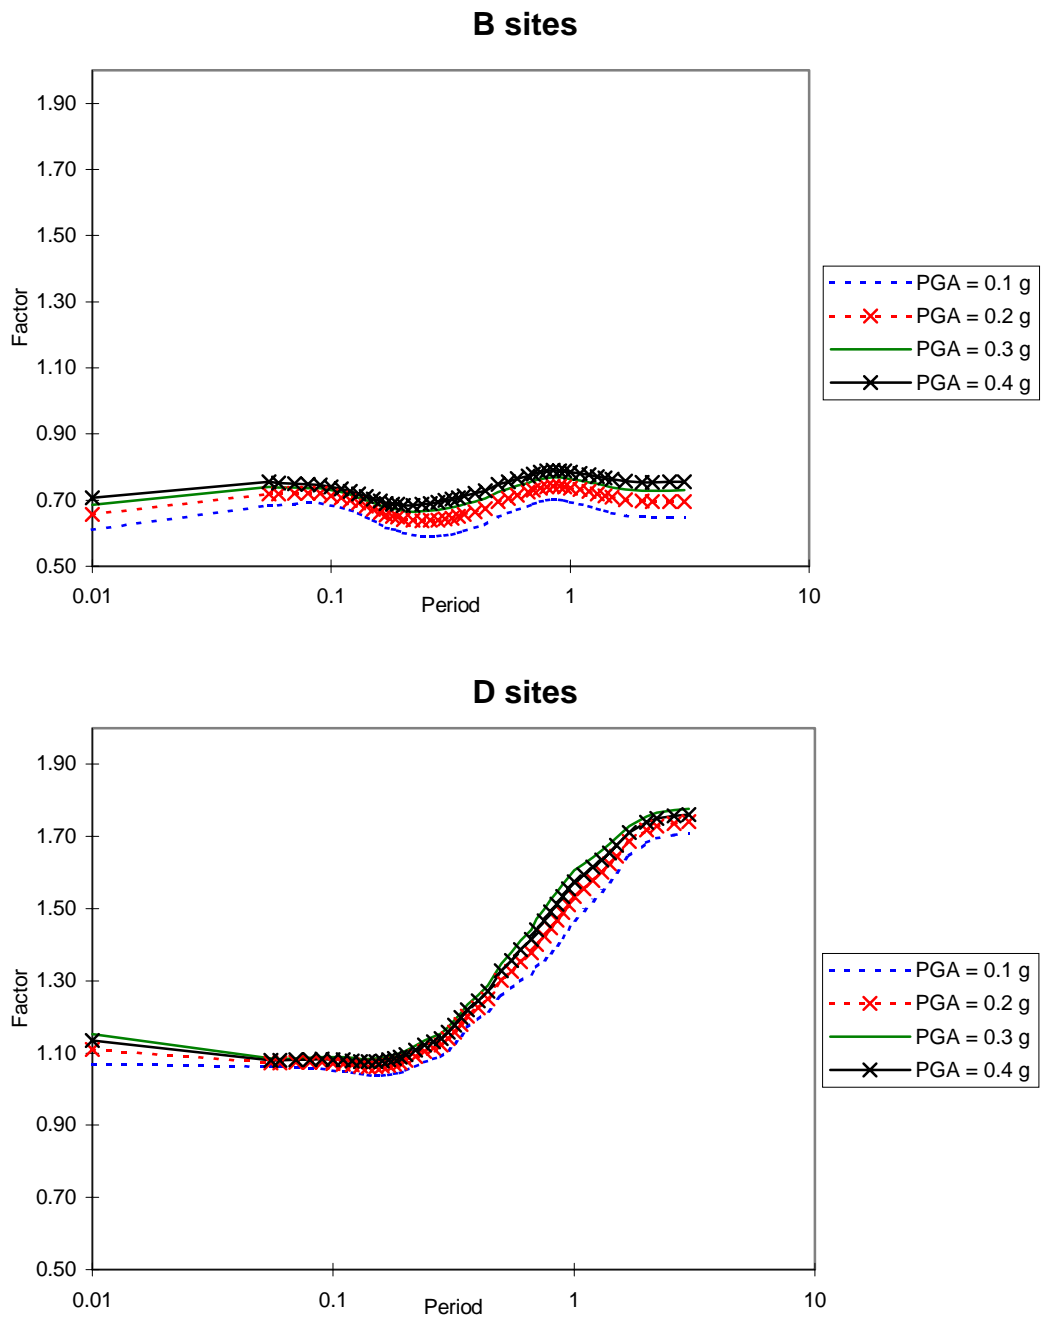 B sites
1.90
1.70
1.50
1.30
1.10
0.90
0.70
0.50
Factor
0.01
0.1
1
10
Period
PGA = 0.1 g
PGA = 0.2 g
PGA = 0.3 g
PGA = 0.4 g
D sites
1.90
1.70
1.50
1.30
1.10
0.90
0.70
0.50
Factor
0.01
0.1
1
10
Period
PGA = 0.1 g
PGA = 0.2 g
PGA = 0.3 g
PGA = 0.4 g